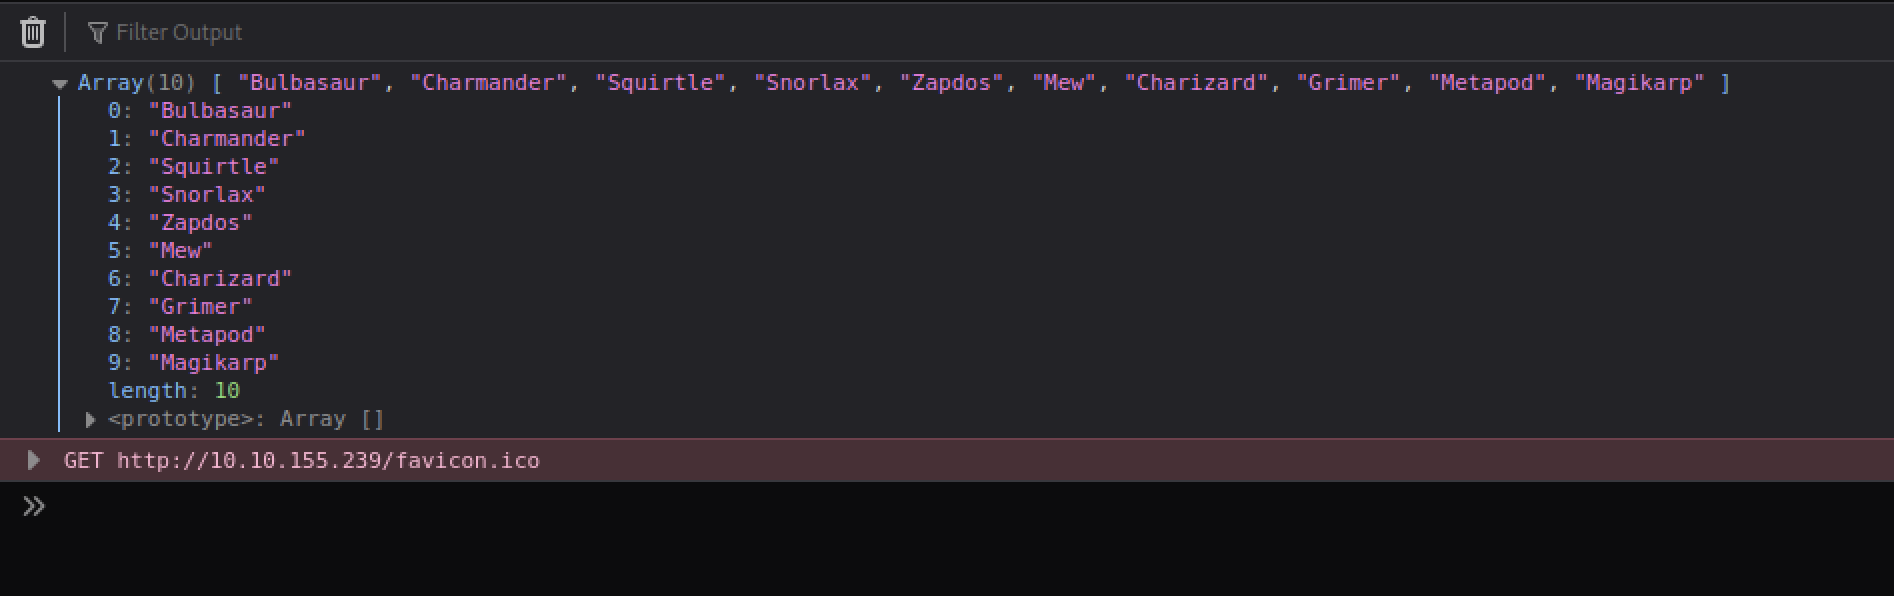 Filter Output
Array(10) [ "Bulbasaur", "Charmander", "Squirtle", "Snorlax", "Zapdos", "Mew", "Charizard", "Grimer", "Metapod", "Magikarp" ]
0: "Bulbasaur"
1: "Charmander"
2: "Squirtle"
3: "Snorlax"
4: "Zapdos"
5: "Mew"
6: "Charizard"
7: "Grimer"
8: "Metapod"
9: "Magikarp"
length: 10
<prototype>: Array []
GET http://10.10.155.239/favicon.ico